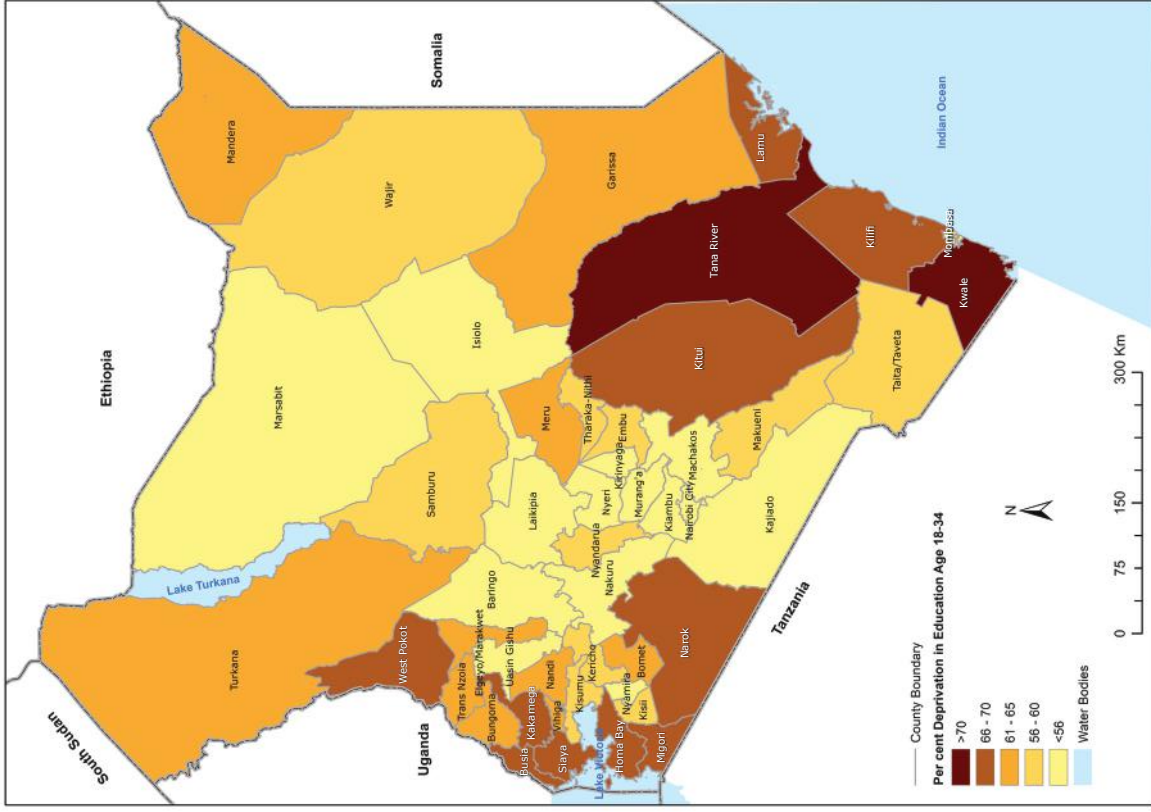 South Sudan
Ethiopia
Somalia
Uganda
Tanzania
Indian Ocean
Lake Turkana
Lake Victoria
Mandera
Turkana
Marsabit
Wajir
West Pokot
Samburu
Isiolo
Garissa
Trans Nzoia
Elgeyo/Marakwet
Baringo
Bungoma
Uasin Gishu
Laikipia
Meru
Busia
Kakamega
Nandi
Vihiga
Siaya
Kisumu
Kericho
Nyandarua
Nyeri
Tharaka-Nithi
Nakuru
Kirinyaga
Embu
Murang'a
Homa Bay
Nyamira
Kisii
Bomet
Kiambu
Nairobi City
Machakos
Kitui
Tana River
Lamu
Migori
Narok
Kajiado
Makueni
Kilifi
Taita/Taveta
Mombasa
Kwale
County Boundary
Per cent Deprivation in Education Age 18-34
>70
66 - 70
61 - 65
56 - 60
<56
Water Bodies
N
0 75 150 300 Km